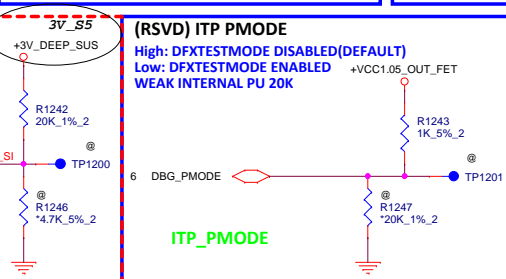 3V_S5
+3V_DEEP_SUS
R1242
20K_1%_2
_SI
@
TP1200
@
R1246
*4.7K_5%_2
(RSVD) ITP PMODE
High: DFXTESTMODE DISABLED(DEFAULT)
Low: DFXTESTMODE ENABLED
WEAK INTERNAL PU 20K
+VCC1.05_OUT_FET
R1243
1K_5%_2
@
TP1201
6 DBG_PMODE
@
R1247
*20K_1%_2
ITP_PMODE